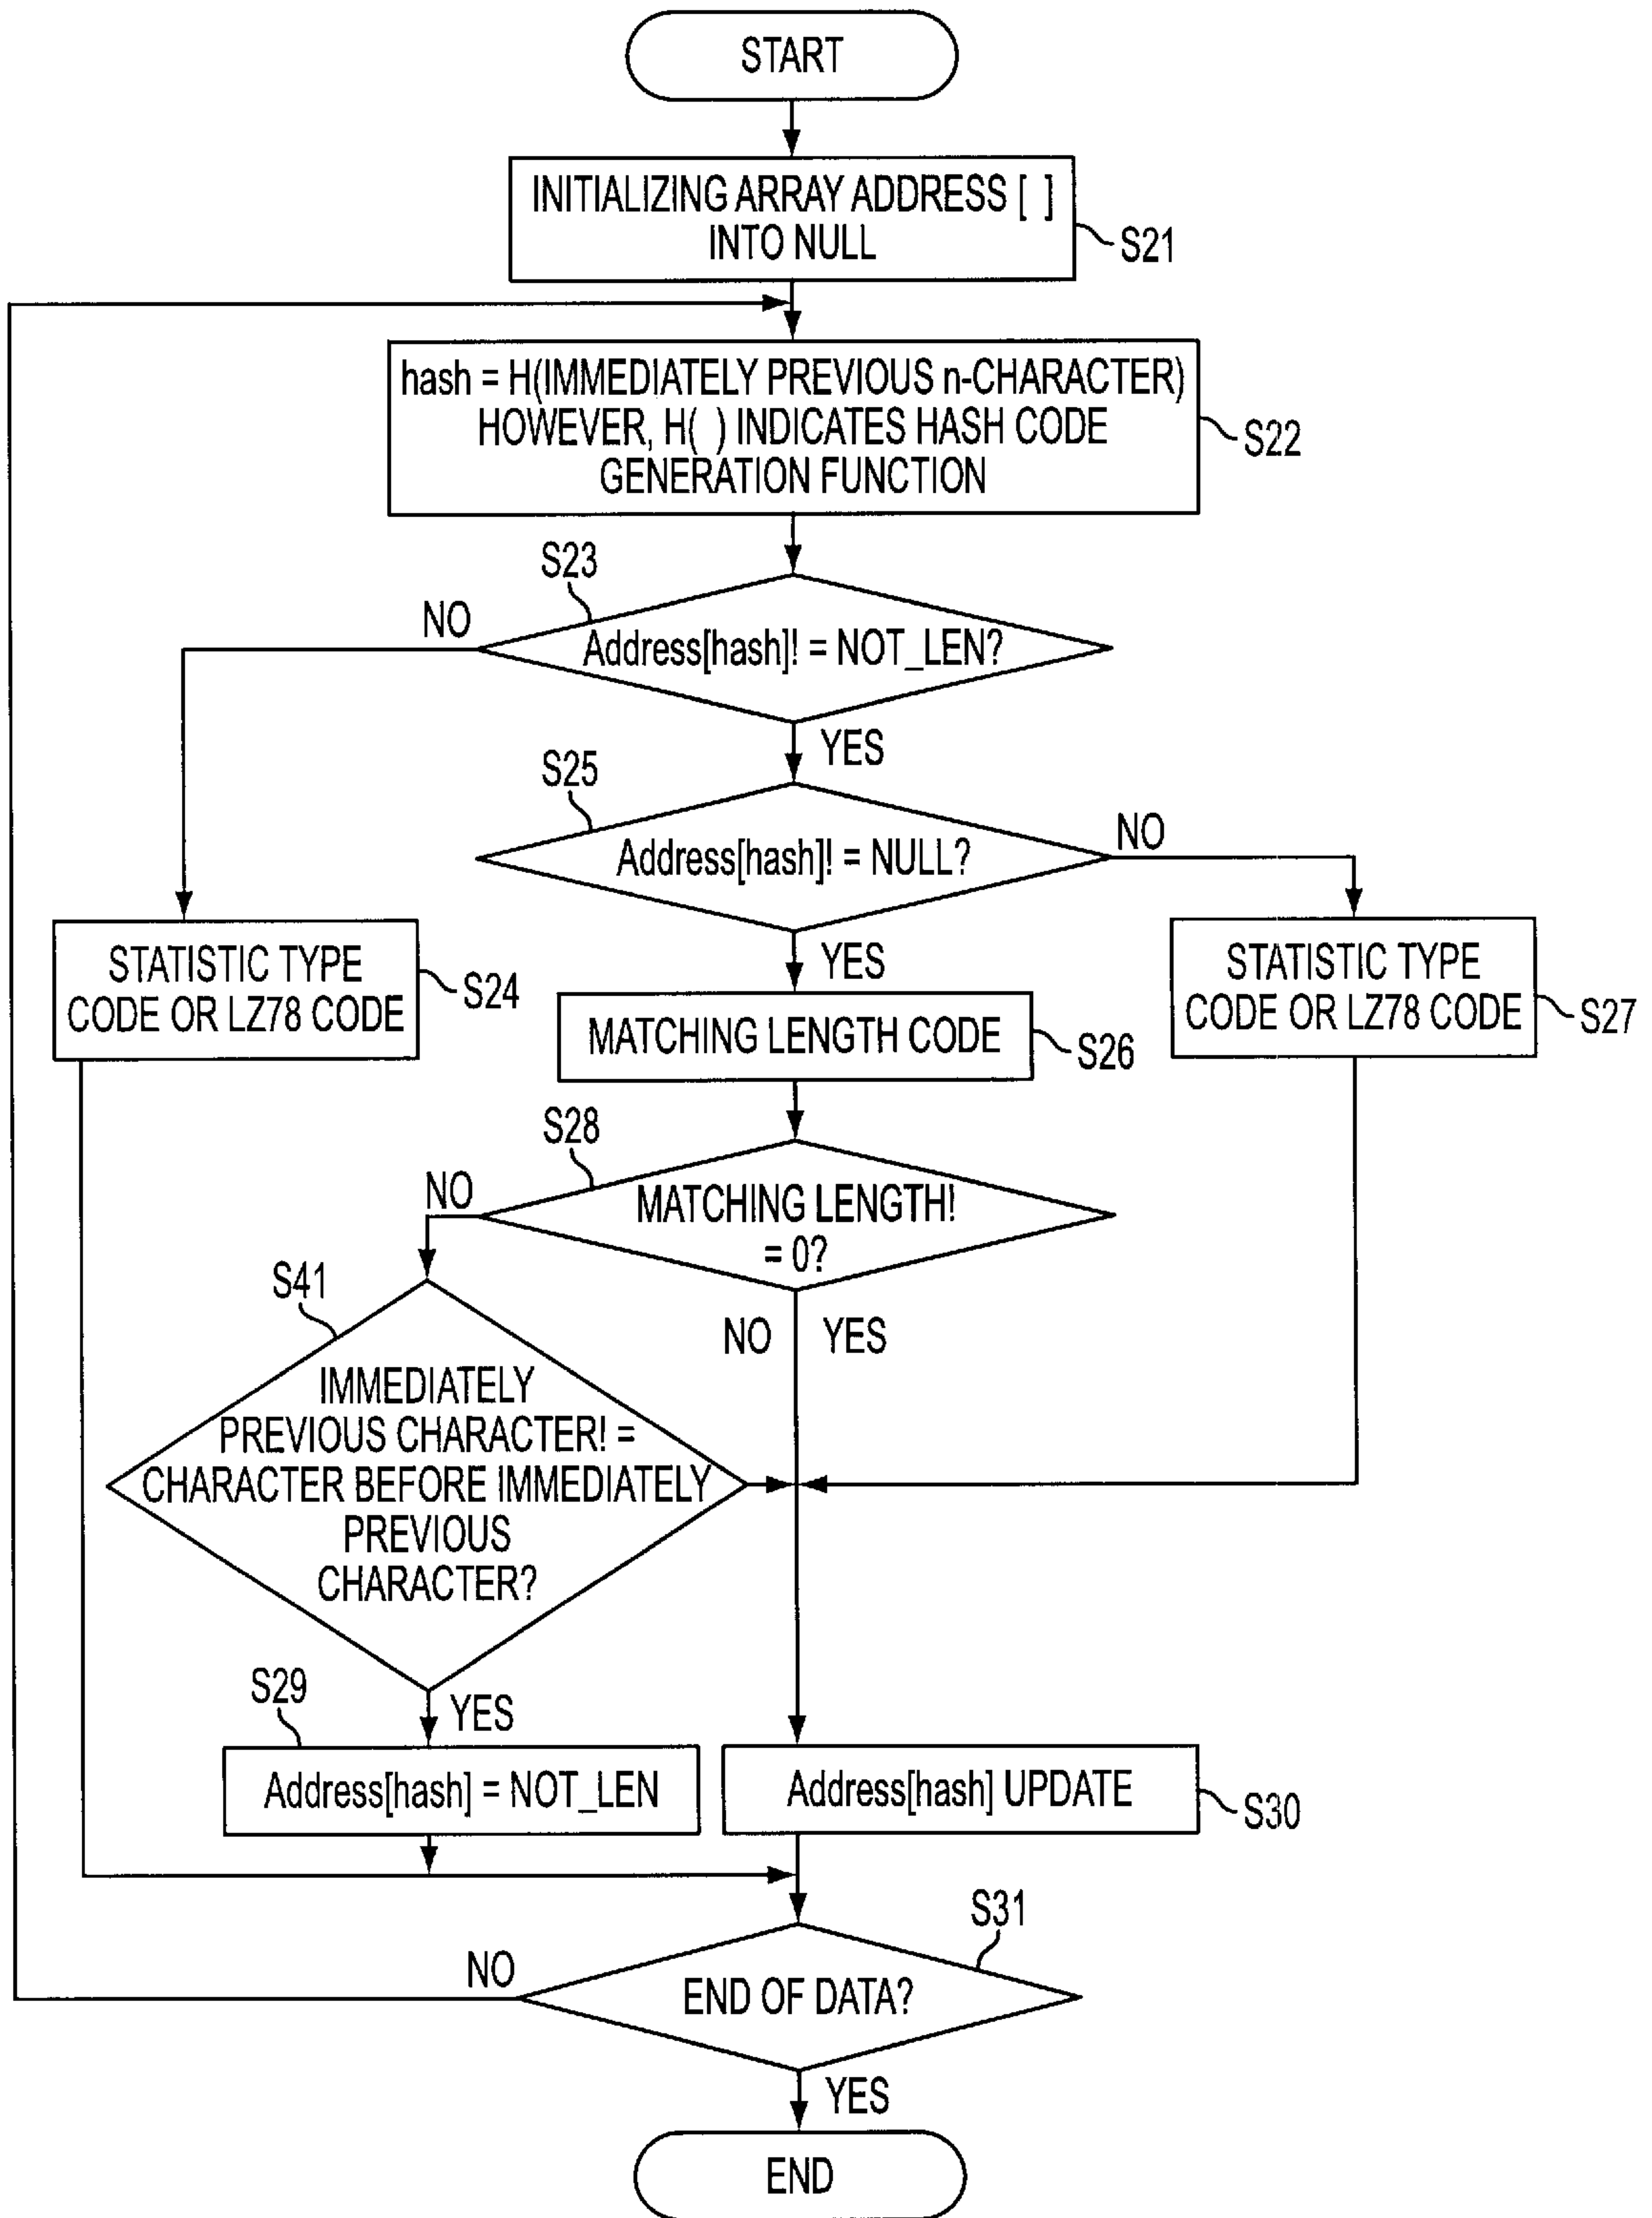 START
INITIALIZING ARRAY ADDRESS [ ]
INTO NULL
S21
hash = H(IMMEDIATELY PREVIOUS n-CHARACTER)
HOWEVER, H( ) INDICATES HASH CODE
GENERATION FUNCTION
S22
S23
NO
Address[hash]! = NOT_LEN?
YES
S25
NO
Address[hash]! = NULL?
YES
STATISTIC TYPE
CODE OR LZ78 CODE
S24
STATISTIC TYPE
CODE OR LZ78 CODE
S27
MATCHING LENGTH CODE
S26
S28
NO
MATCHING LENGTH!
= 0?
S41
NO
YES
IMMEDIATELY
PREVIOUS CHARACTER! =
CHARACTER BEFORE IMMEDIATELY
PREVIOUS
CHARACTER?
S29
YES
Address[hash] = NOT_LEN
Address[hash] UPDATE
S30
S31
NO
END OF DATA?
YES
END